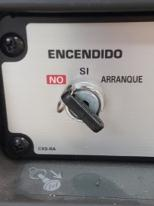 ENCENDIDO
SI
NO ARRANQUE